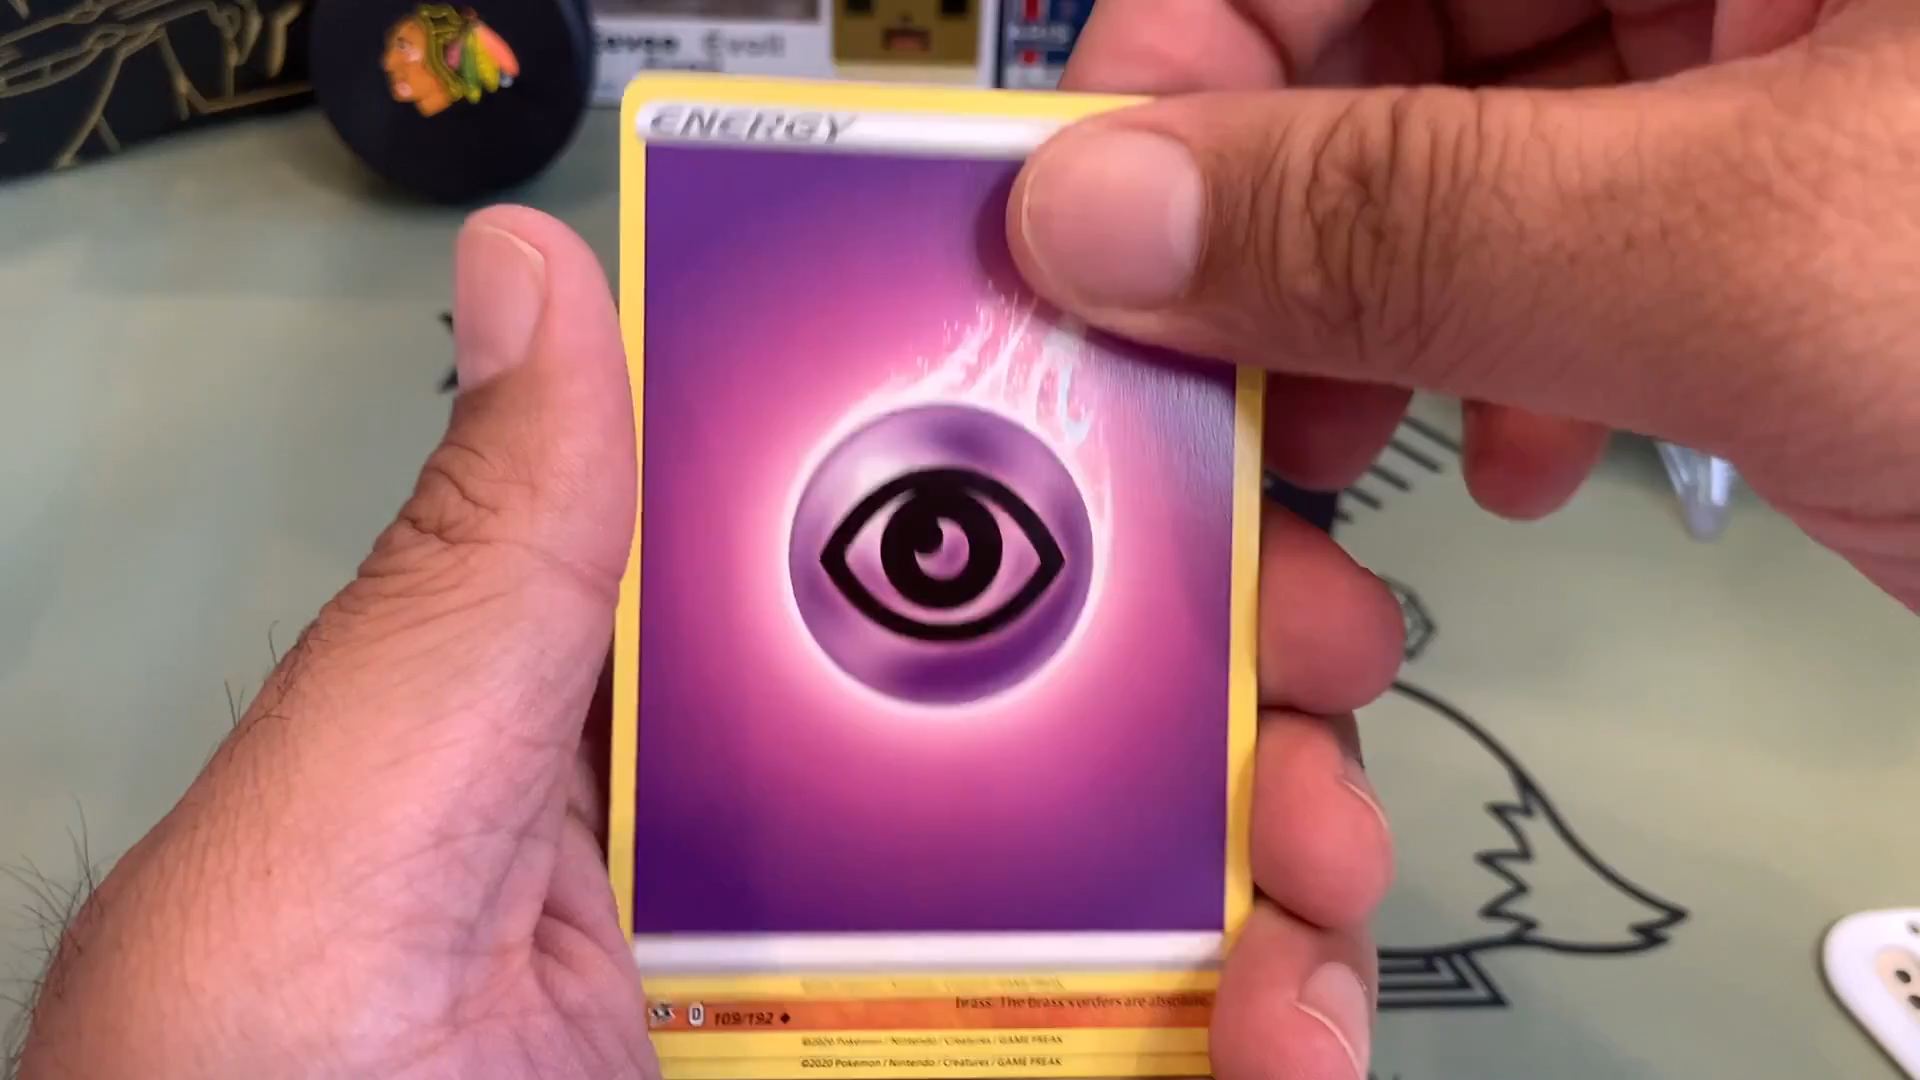 ENERGY
brass. The brass's orders are absolute.
D 109/192
©2020 Pokémon / Nintendo / Creatures / GAME FREAK
©2020 Pokémon / Nintendo / Creatures / GAME FREAK